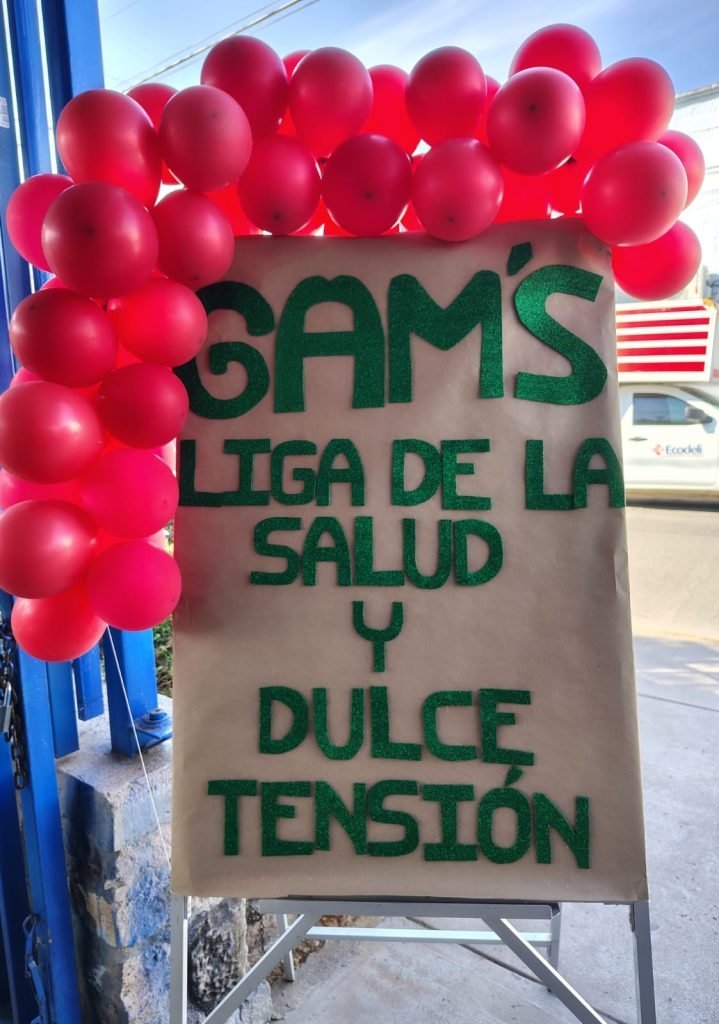 GAM'S
LIGA DE LA
SALUD
Y
DULCE
TENSIÓN
Ecodeli